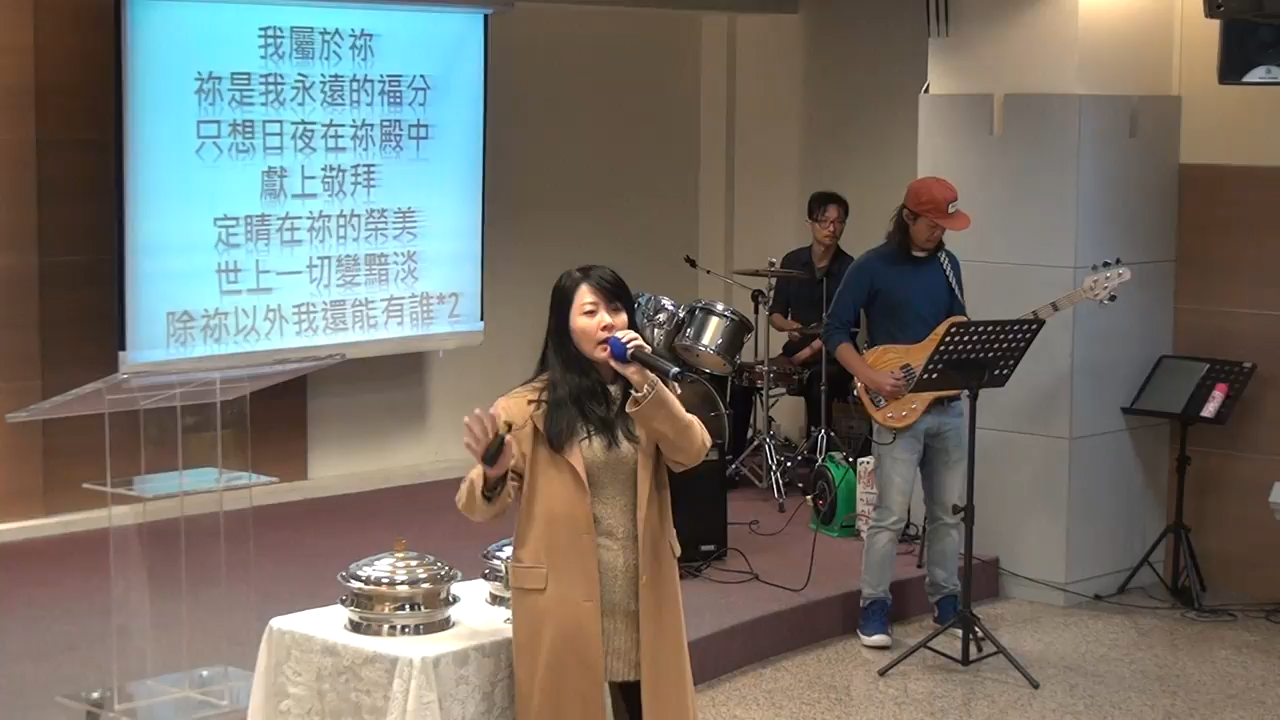 我屬於祢
祢是我永遠的福分
只想日夜在祢殿中
獻上敬拜
定睛在祢的榮美
世上一切變黯淡
除祢以外我還能有誰*2